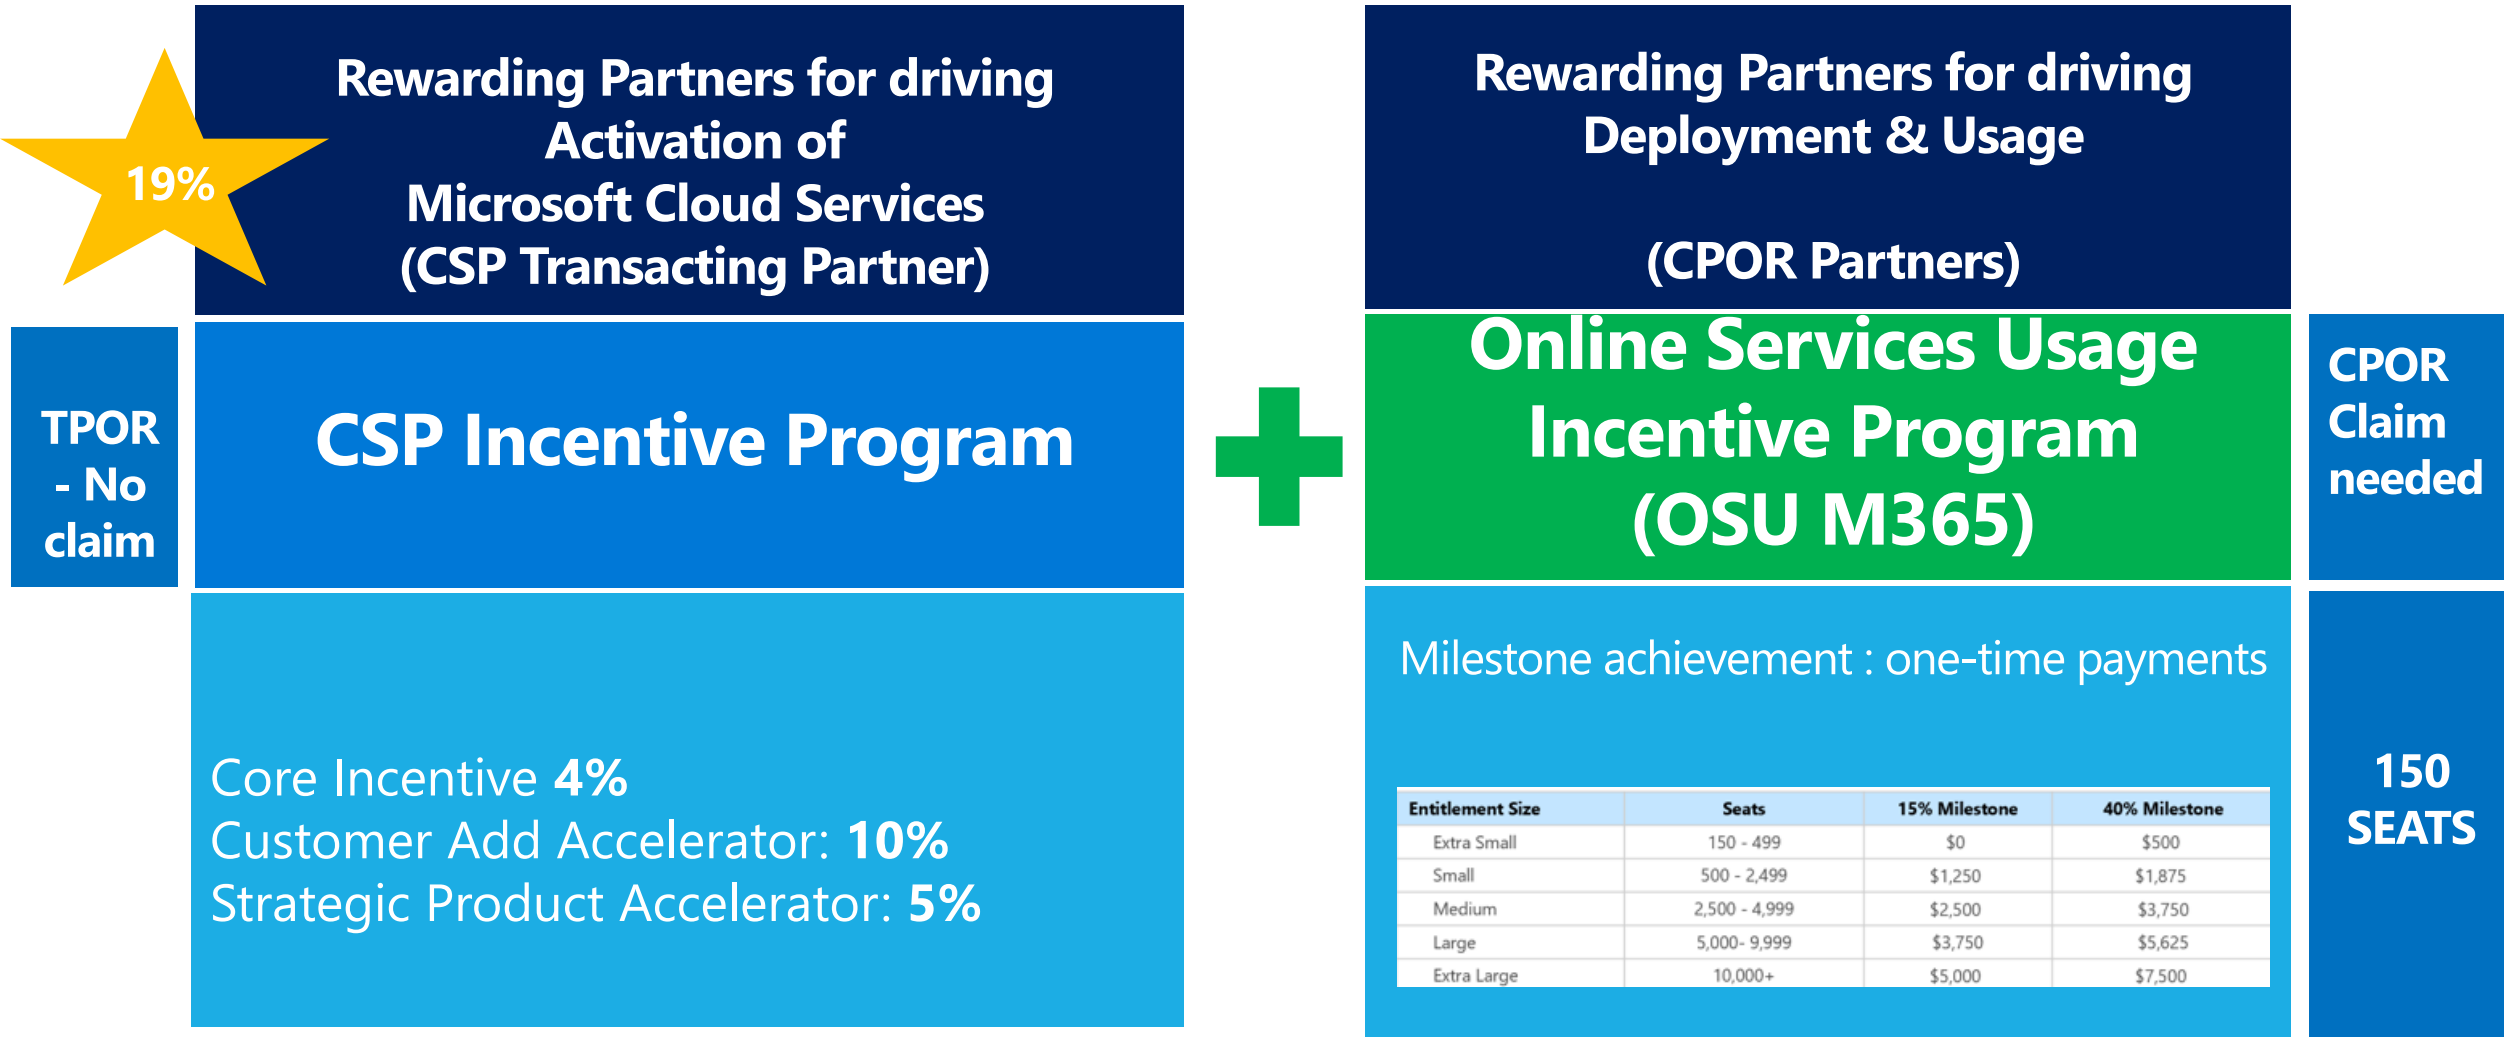 19%
Rewarding Partners for driving
Activation of
Microsoft Cloud Services
(CSP Transacting Partner)
TPOR
- No
claim
CSP Incentive Program
Core Incentive 4%
Customer Add Accelerator: 10%
Strategic Product Accelerator: 5%
Rewarding Partners for driving
Deployment & Usage
(CPOR Partners)
Online Services Usage
Incentive Program
(OSU M365)
CPOR
Claim
needed
Milestone achievement : one-time payments
Entitlement Size Seats 15% Milestone 40% Milestone
Extra Small 150 - 499 $0 $500
Small 500 - 2,499 $1,250 $1,875
Medium 2,500 - 4,999 $2,500 $3,750
Large 5,000- 9,999 $3,750 $5,625
Extra Large 10,000+ $5,000 $7,500
150
SEATS